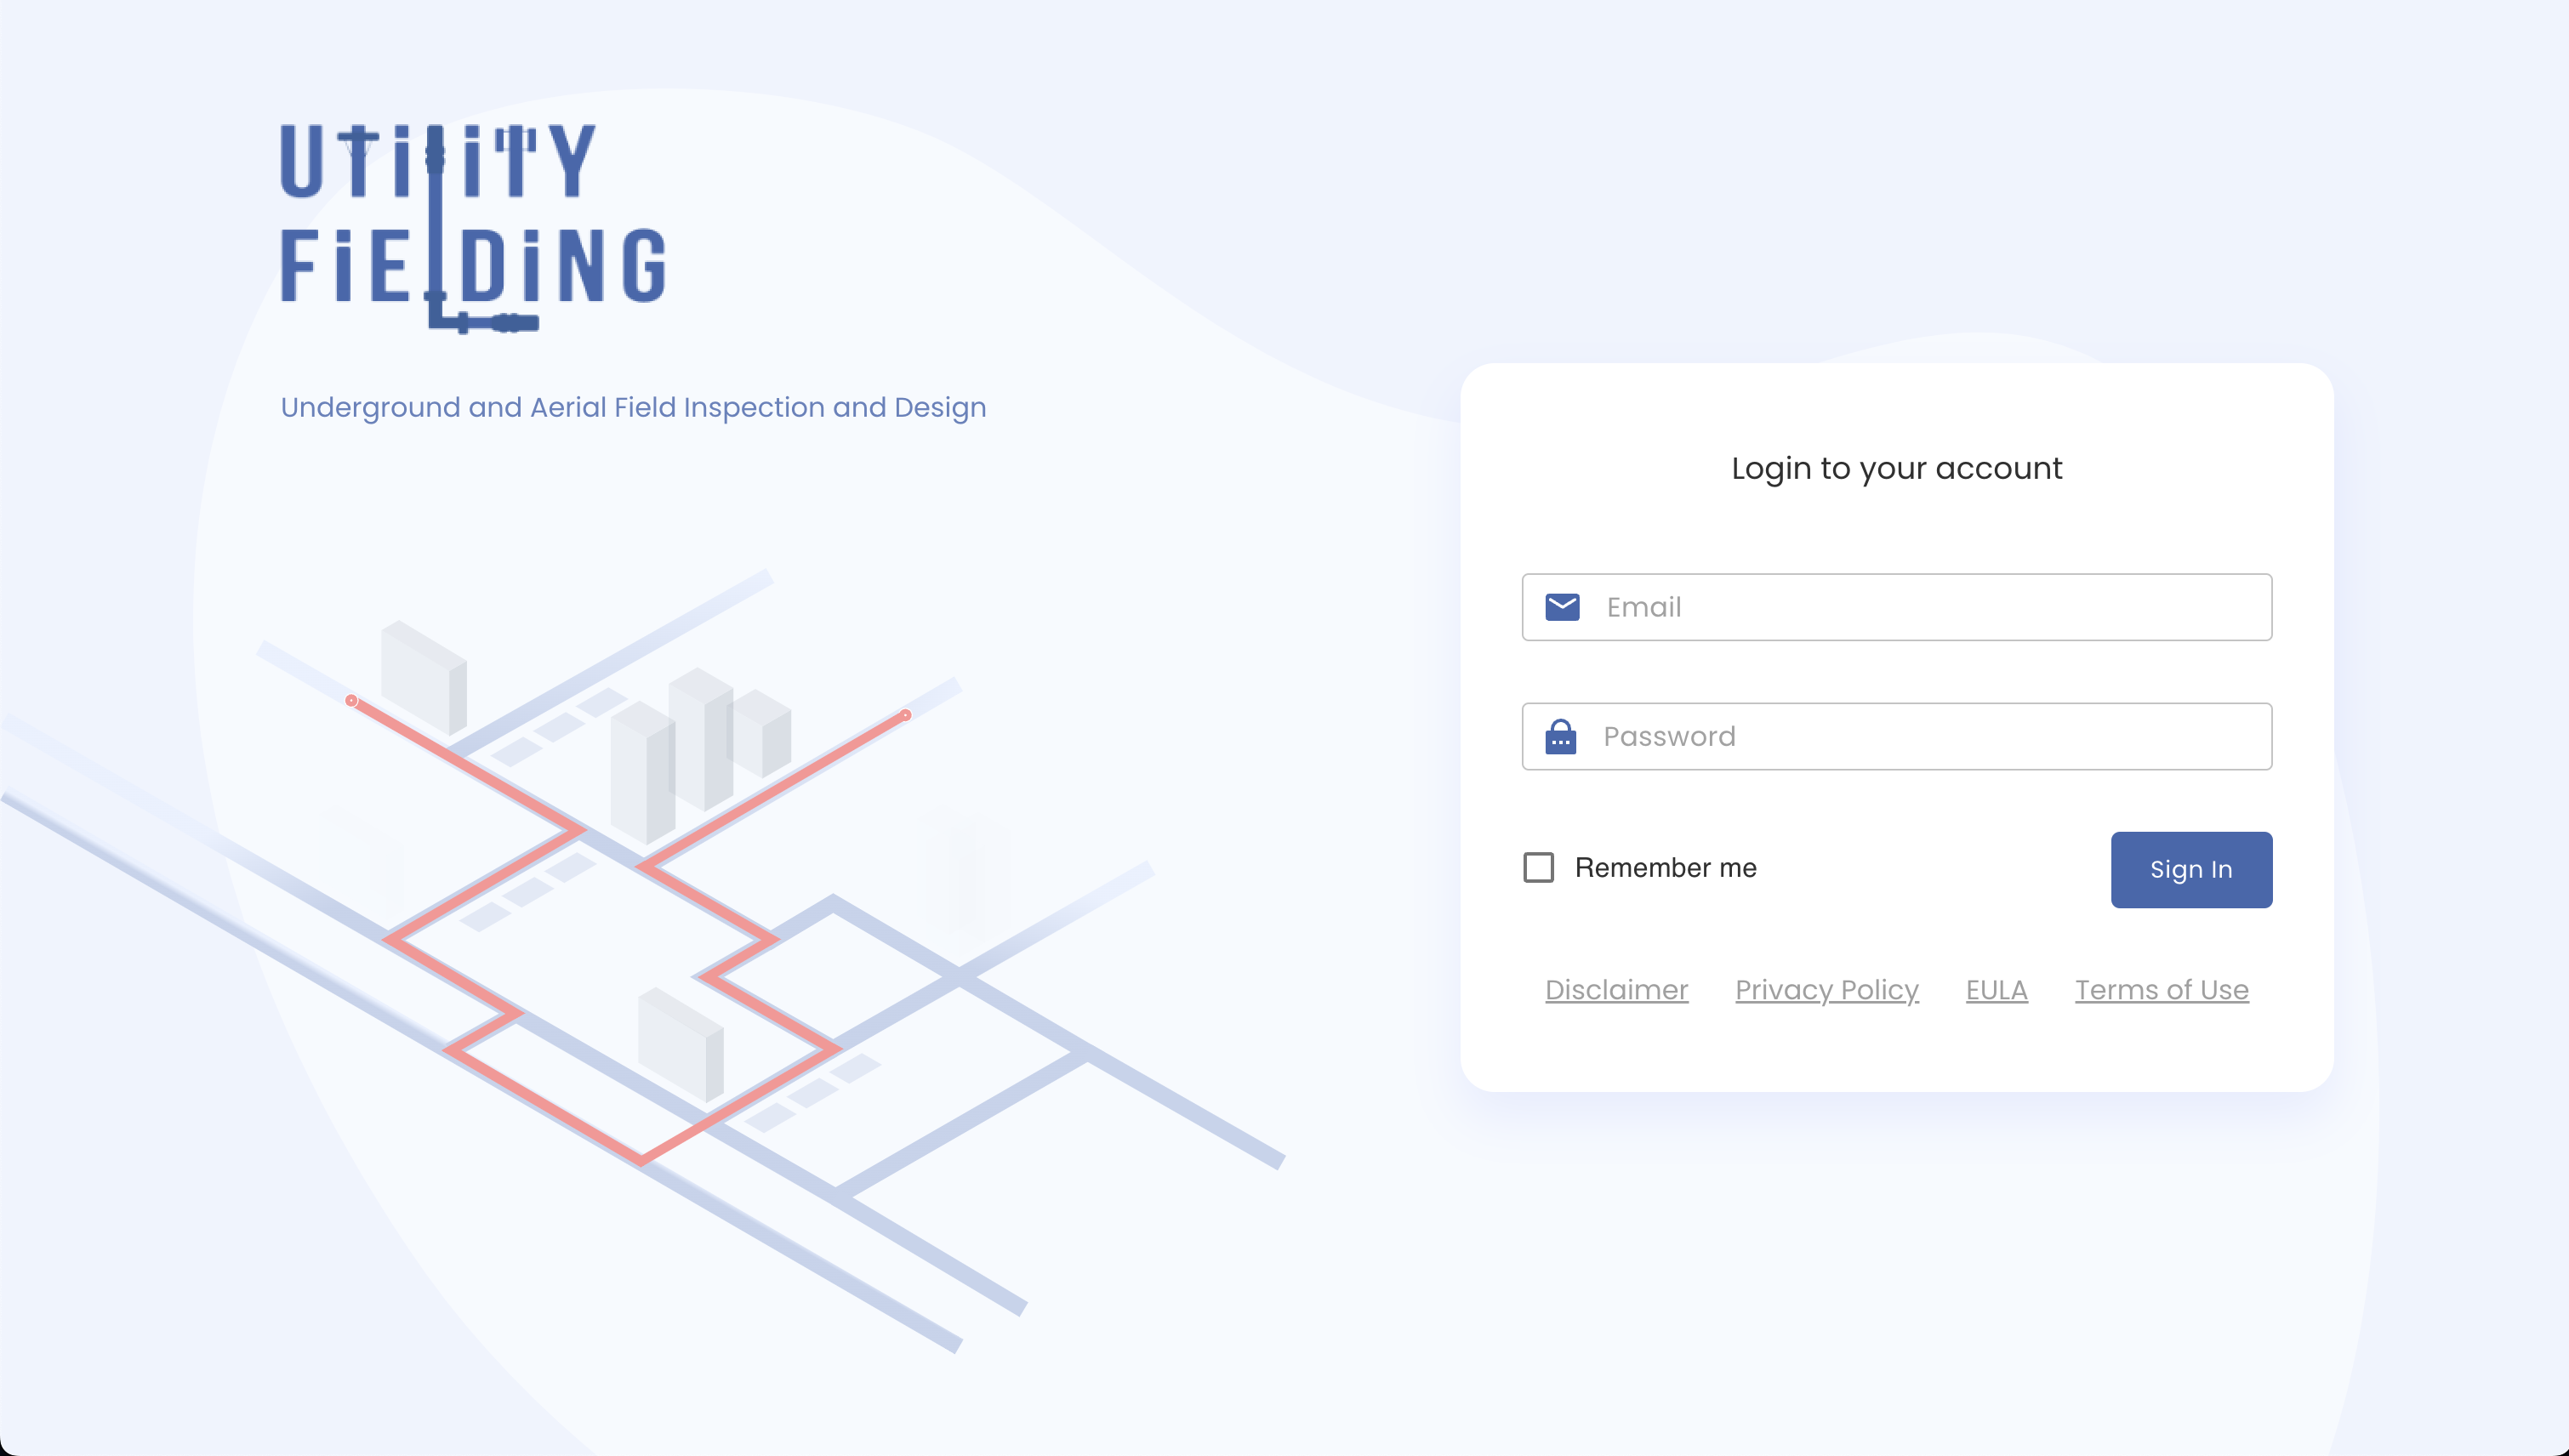 UTiLiTY
FiELDiNG
Underground and Aerial Field Inspection and Design
Login to your account
Email
Password
Remember me
Sign In
Disclaimer Privacy Policy EULA Terms of Use